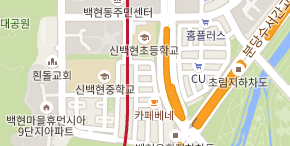 백현동주민센터
대공원
신백현초등학교
홈플러스
분당수서간고
흰돌교회
CU
초림지하차도
신백현중학교
카페베네
백현마을휴먼시아
9단지아파트